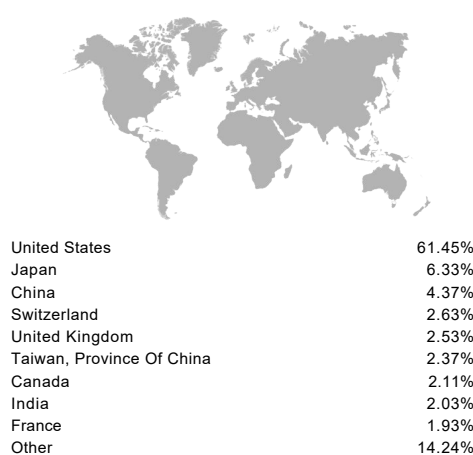 United States 61.45%
Japan 6.33%
China 4.37%
Switzerland 2.63%
United Kingdom 2.53%
Taiwan, Province Of China 2.37%
Canada 2.11%
India 2.03%
France 1.93%
Other 14.24%